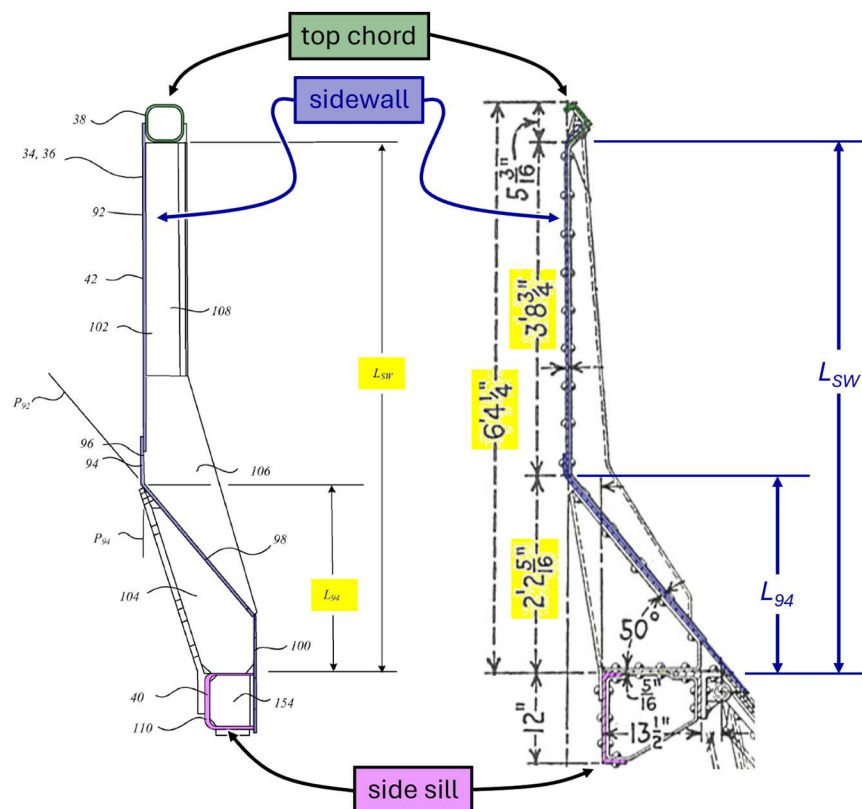 top chord
sidewall
38
34, 36
92
42
102
108
L_SW
P_92
96
94
106
P_94
98
L_94
104
100
40
154
110
5 3/16"
3'8 3/4"
6'4 1/4"
2'2 5/16"
L_SW
L_94
50°
5/16
12"
13 1/2"
side sill